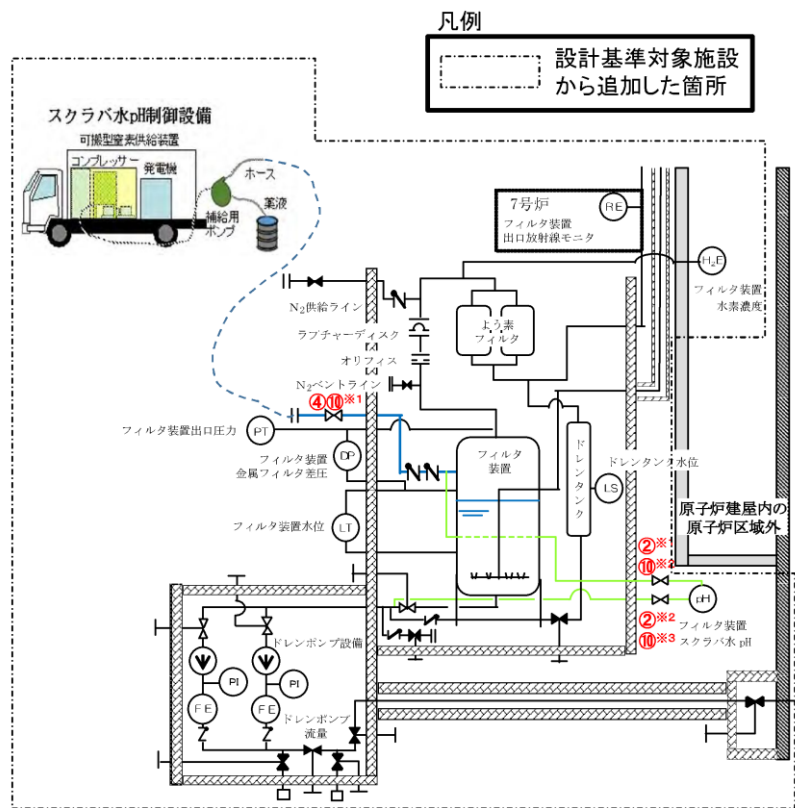 凡例
設計基準対象施設
から追加した箇所
スクラバ水pH制御設備
可搬型窒素供給装置
コンプレッサー
発電機
ホース
補給用
ポンプ
薬液
7号炉
フィルタ装置
出口放射線モニタ
RE
H₂E
フィルタ装置
水素濃度
N₂供給ライン
ラプチャーディスク
オリフィス
N₂ベントライン
よう素
フィルタ
④⑩※1
フィルタ装置出口圧力
PT
フィルタ装置
金属フィルタ差圧
DP
フィルタ装置水位
LT
フィルタ
装置
ドレンタンク
ドレンタンク水位
LS
原子炉建屋内の
原子炉区域外
②※1
⑩※2
pH
②※2
⑩※3
フィルタ装置
スクラバ水 pH
ドレンポンプ設備
PI
PI
FE
FE
ドレンポンプ
流量